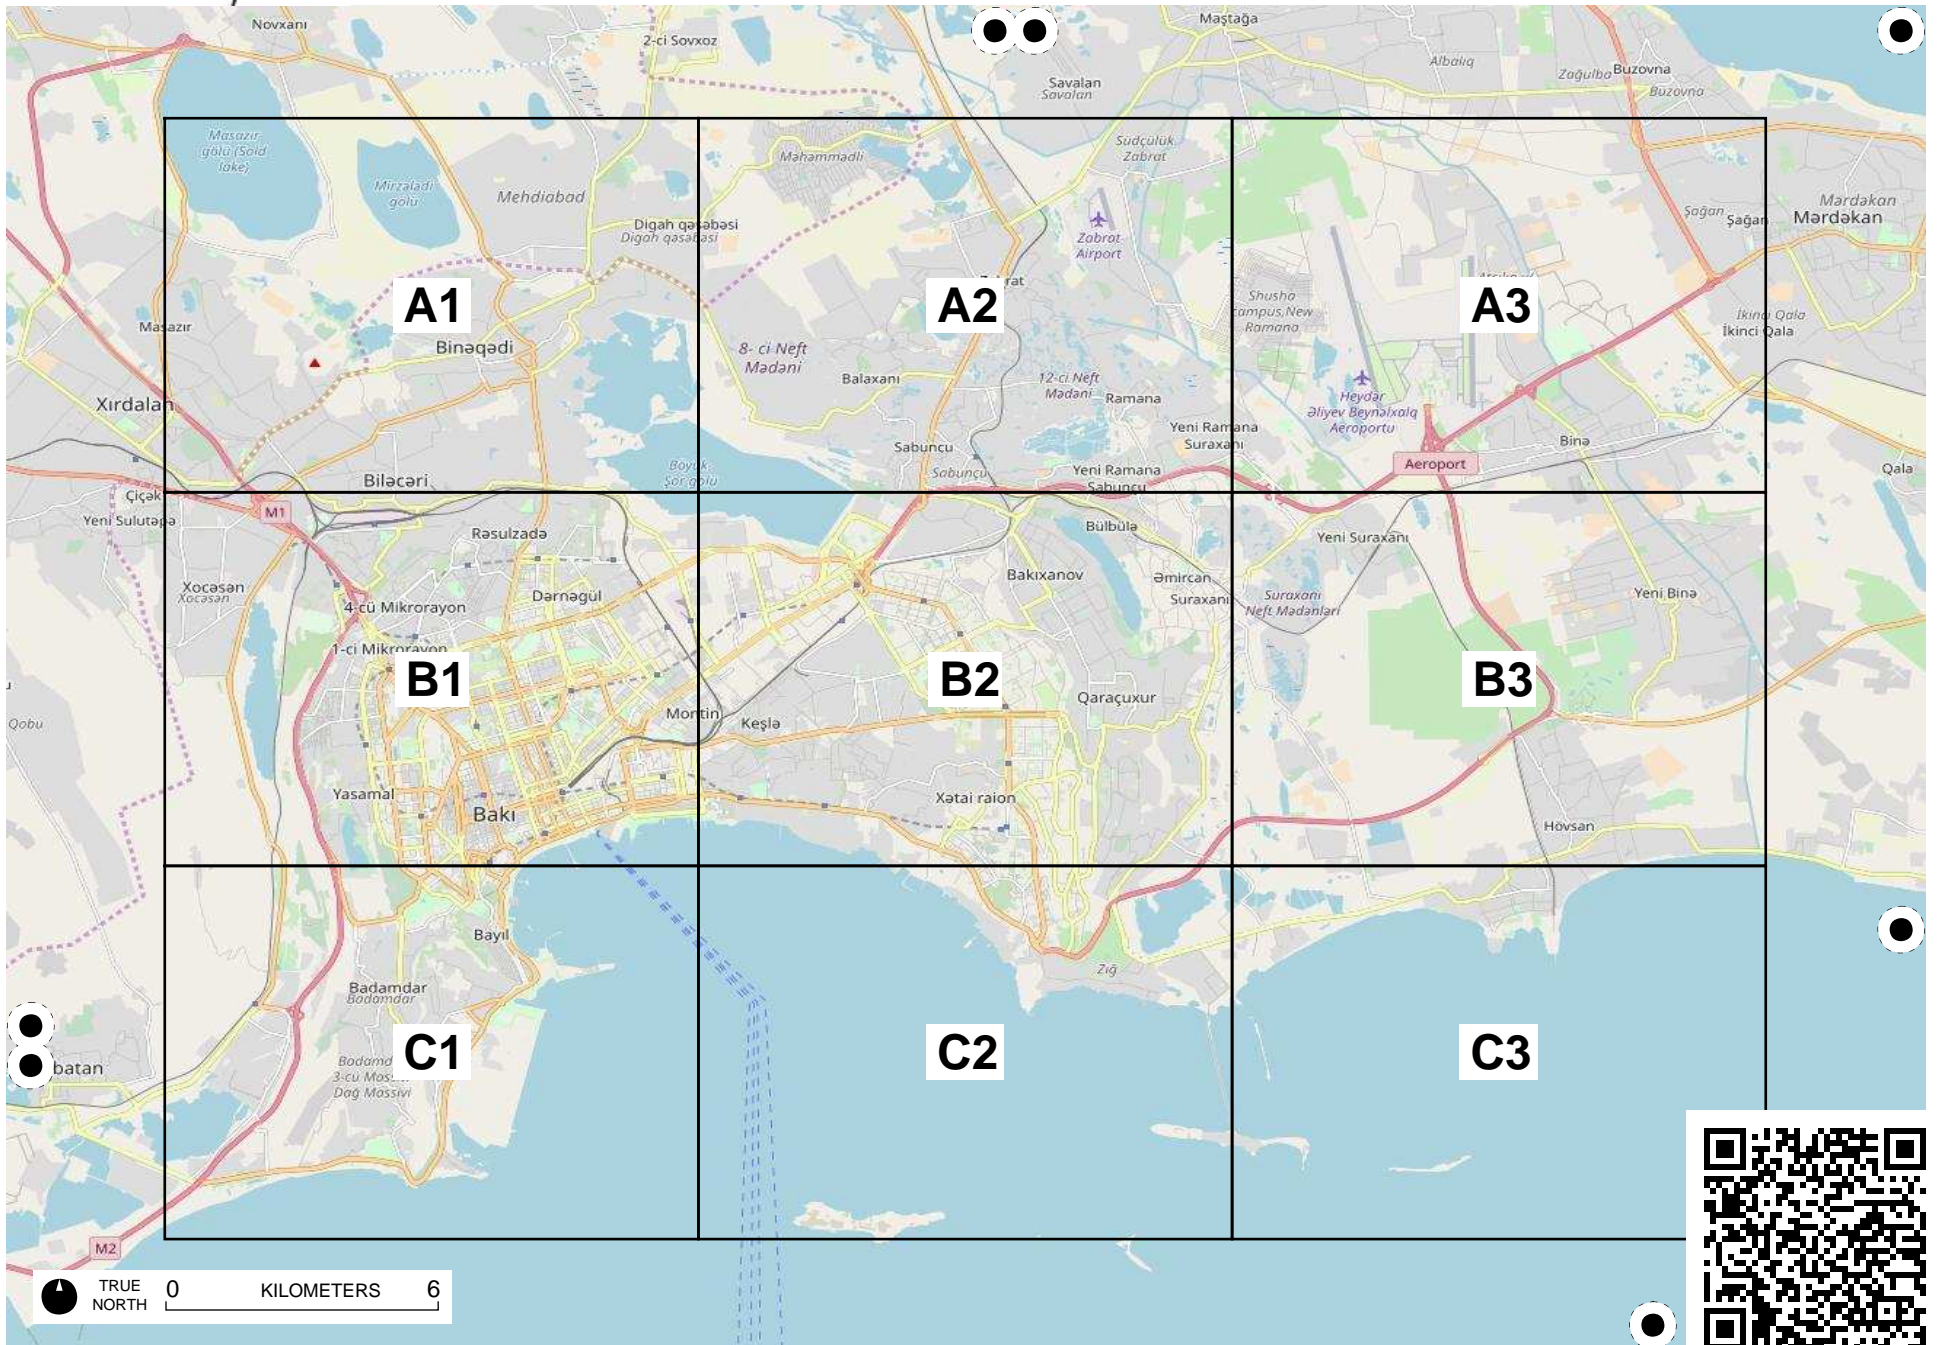 Novxanı
2-ci Sovxoz
Maştağa
Savalan
Savalan
Albalıq
Zağulba
Buzovna
Buzovna
Masazır
gölü (Sold
lake)
Mirzəladi
gölü
Mehdiabad
Məhəmmədli
Südçülük
Zabrat
Digah qəsəbəsi
Digah qəsəbəsi
Zabrat
Airport
Şağan
Şağan
Mərdəkan
Mərdəkan
A1
A2
A3
Shusha
campus,New
Ramana
Masazır
Binəqədi
8- ci Neft
Mədəni
Balaxanı
12-ci Neft
Mədəni
Ramana
Heydər
Əliyev Beynəlxalq
Aeroportu
İkinci Qala
İkinci Qala
Xırdalan
Sabunçu
Sabunçu
Yeni Ramana
Suraxanı
Binə
Aeroport
Qala
Biləcəri
Böyük
Şor gölü
Yeni Ramana
Sabunçu
Çiçək
Yeni Sulutəpə
M1
Rəsulzadə
Bülbülə
Yeni Suraxanı
Xocəsən
Xocəsən
4-cü Mikrorayon
Dərnəgül
Bakıxanov
Əmircan
Suraxanı
Suraxanı
Neft Mədənləri
Yeni Binə
1-ci Mikrorayon
B1
B2
B3
Qobu
Montin
Keşlə
Qaraçuxur
Yasamal
Bakı
Xətai raion
Hövsan
Bayıl
Zığ
Badamdar
Badamdar
C1
C2
C3
Badamd
3-cü Mas
Dağ Massivi
batan
M2
TRUE
NORTH
0 KILOMETERS 6